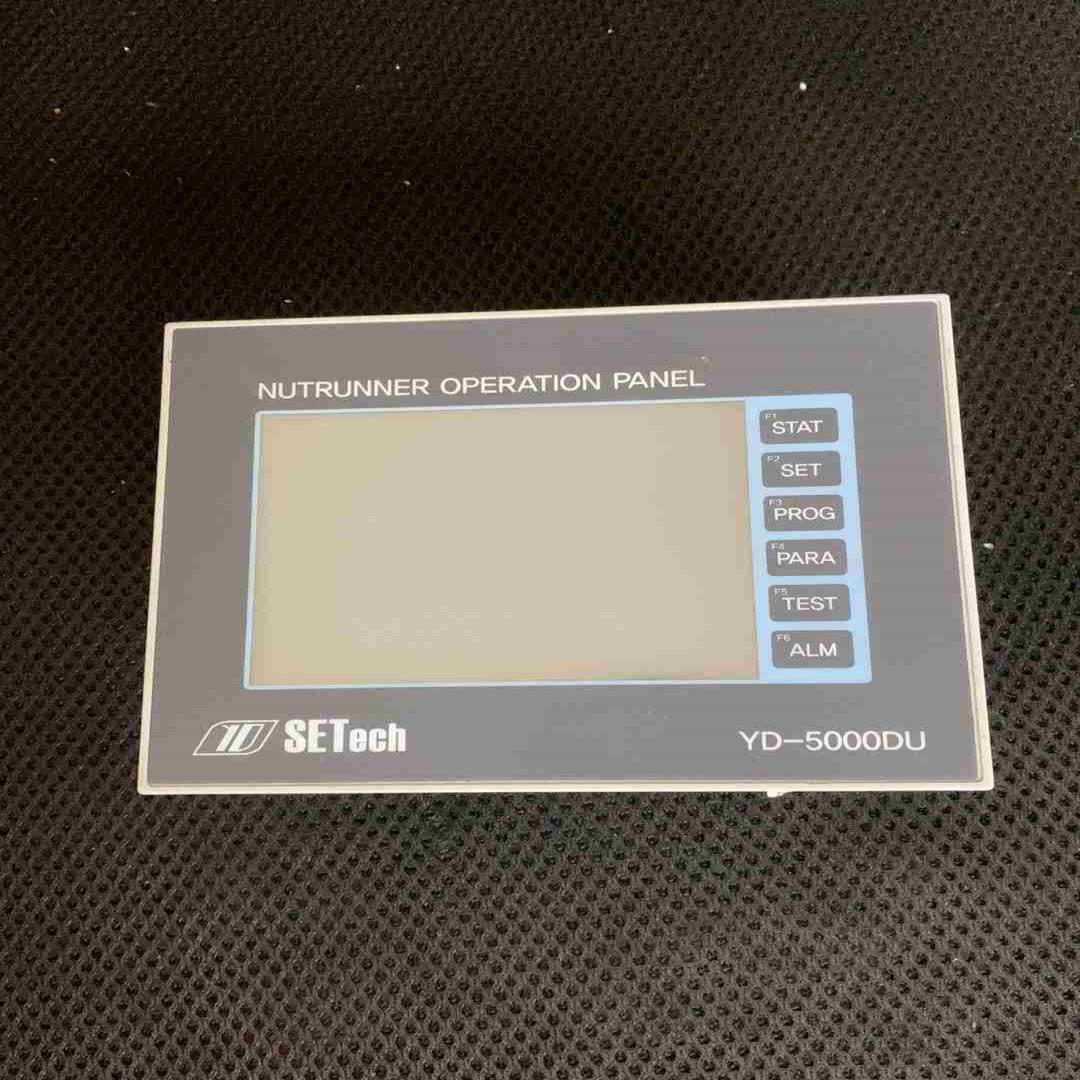 NUTRUNNER OPERATION PANEL
F1
STAT
F2
SET
F3
PROG
F4
PARA
F5
TEST
F6
ALM
SETech
YD-5000DU